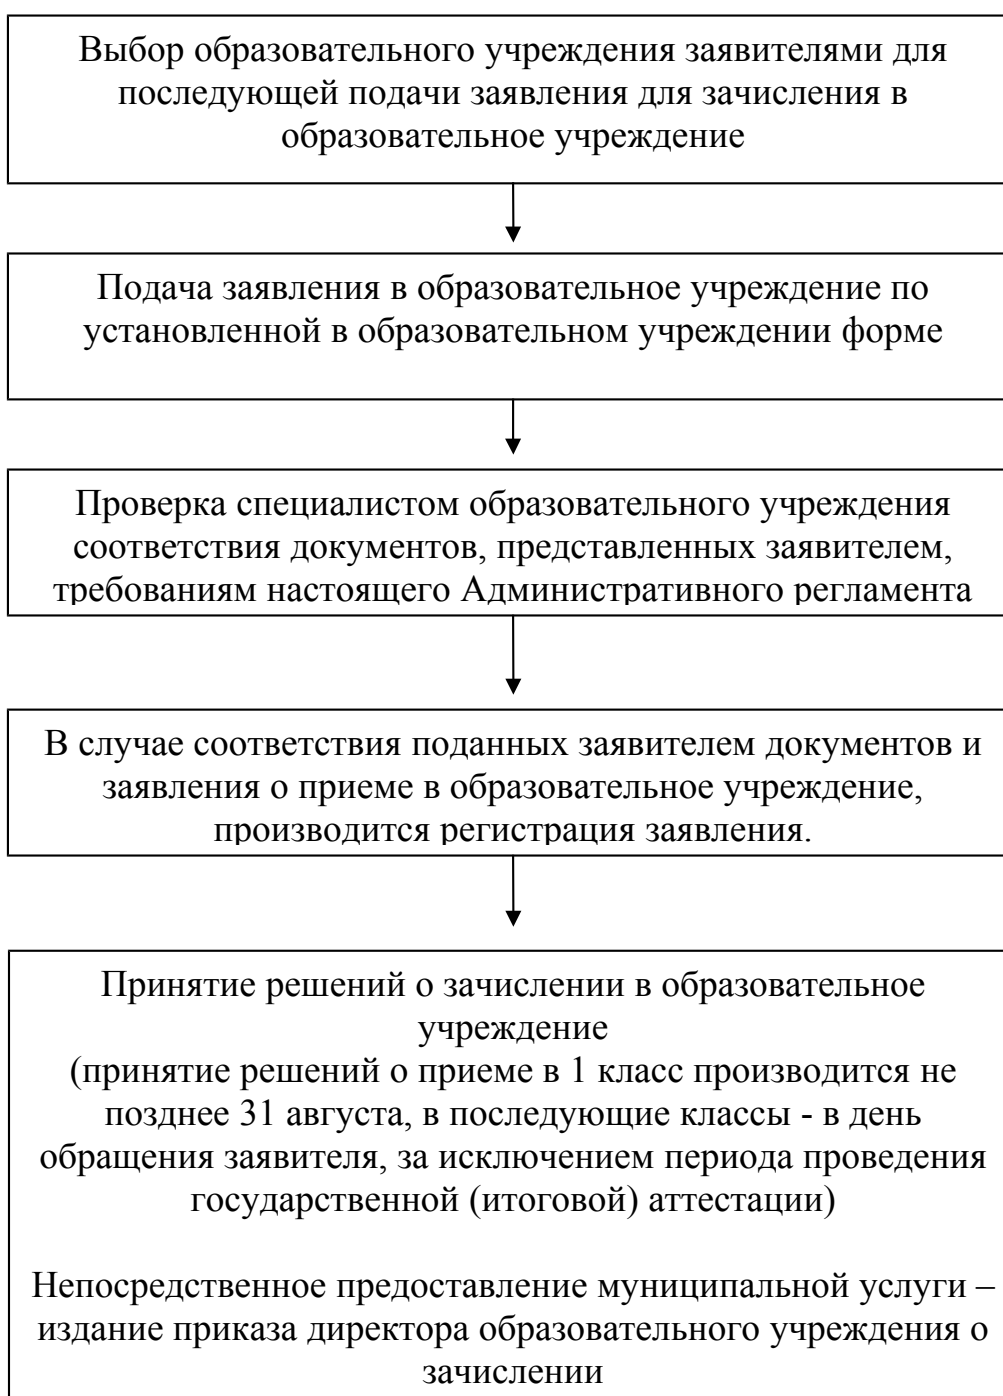 Выбор образовательного учреждения заявителями для
последующей подачи заявления для зачисления в
образовательное учреждение
Подача заявления в образовательное учреждение по
установленной в образовательном учреждении форме
Проверка специалистом образовательного учреждения
соответствия документов, представленных заявителем,
требованиям настоящего Административного регламента
В случае соответствия поданных заявителем документов и
заявления о приеме в образовательное учреждение,
производится регистрация заявления.
Принятие решений о зачислении в образовательное
учреждение
(принятие решений о приеме в 1 класс производится не
позднее 31 августа, в последующие классы - в день
обращения заявителя, за исключением периода проведения
государственной (итоговой) аттестации)
Непосредственное предоставление муниципальной услуги –
издание приказа директора образовательного учреждения о
зачислении